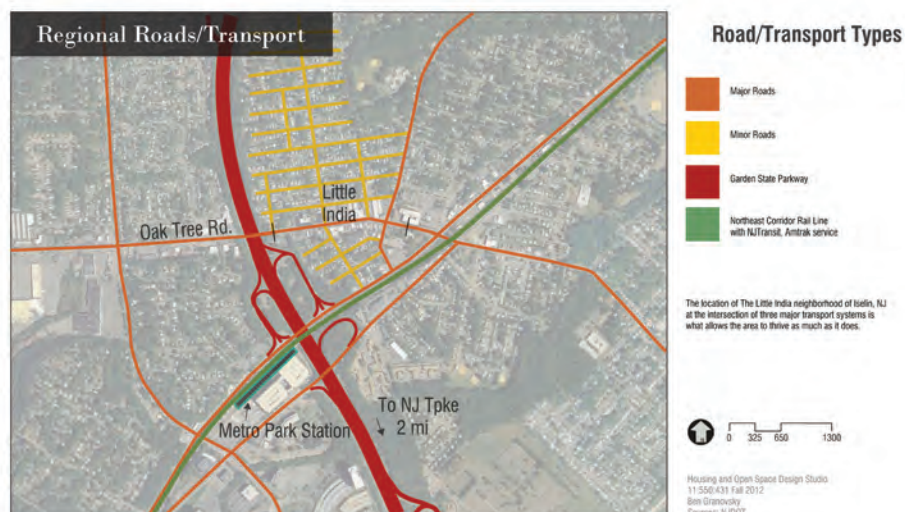 Regional Roads/Transport
Road/Transport Types
Major Roads
Minor Roads
Garden State Parkway
Northeast Corridor Rail Line
with NJTransit, Amtrak service
Little
India
Oak Tree Rd.
The location of The Little India neighborhood of Iselin, NJ
at the intersection of three major transport systems is
what allows the area to thrive as much as it does.
To NJ Tpke
2 mi
Metro Park Station
0 325 650 1300
Housing and Open Space Design Studio
11:550:431 Fall 2012
Ben Granovsky